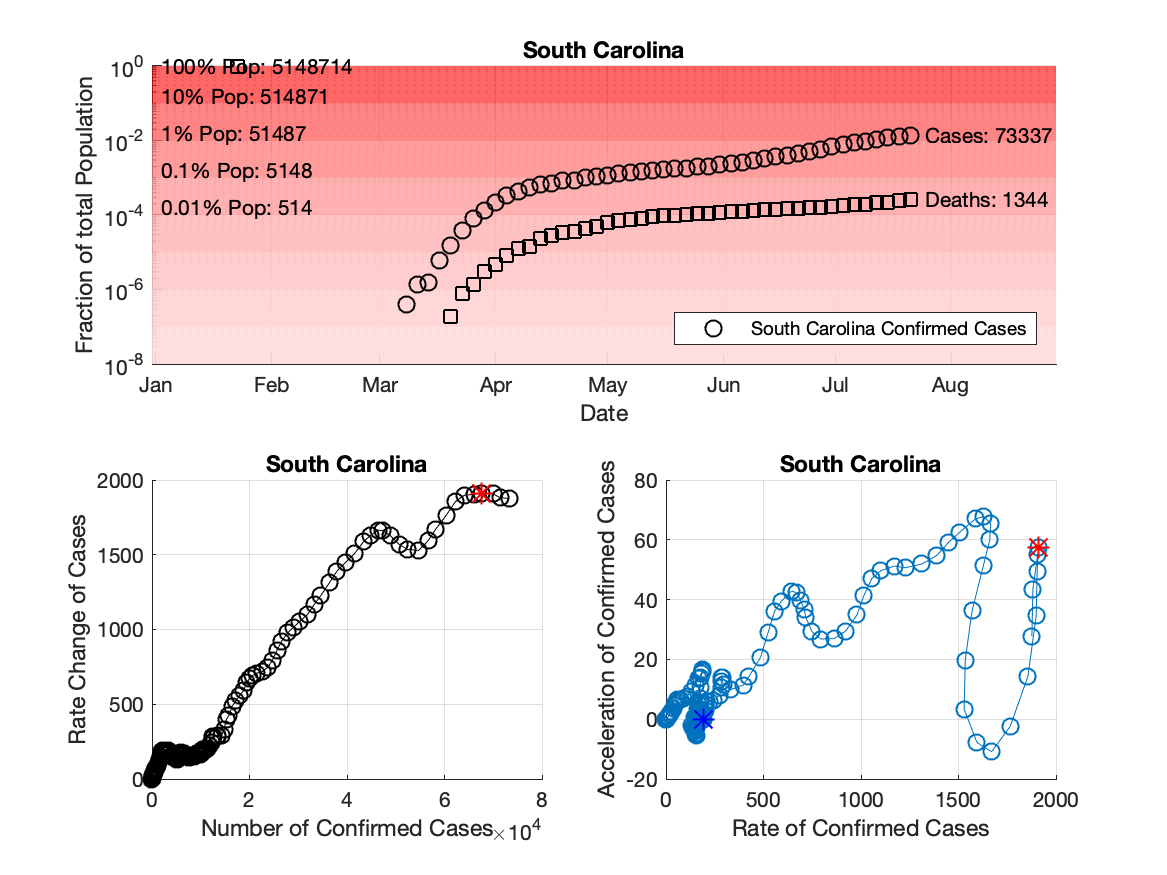 South Carolina
Fraction of total Population
10^0
10^-2
10^-4
10^-6
10^-8
100% Pop: 5148714
10% Pop: 514871
1% Pop: 51487
0.1% Pop: 5148
0.01% Pop: 514
Cases: 73337
Deaths: 1344
South Carolina Confirmed Cases
Jan Feb Mar Apr May Jun Jul Aug
Date
South Carolina
Rate Change of Cases
2000
1500
1000
500
0
0 2 4 6 8
Number of Confirmed Cases ×10^4
South Carolina
Acceleration of Confirmed Cases
80
60
40
20
0
-20
0 500 1000 1500 2000
Rate of Confirmed Cases